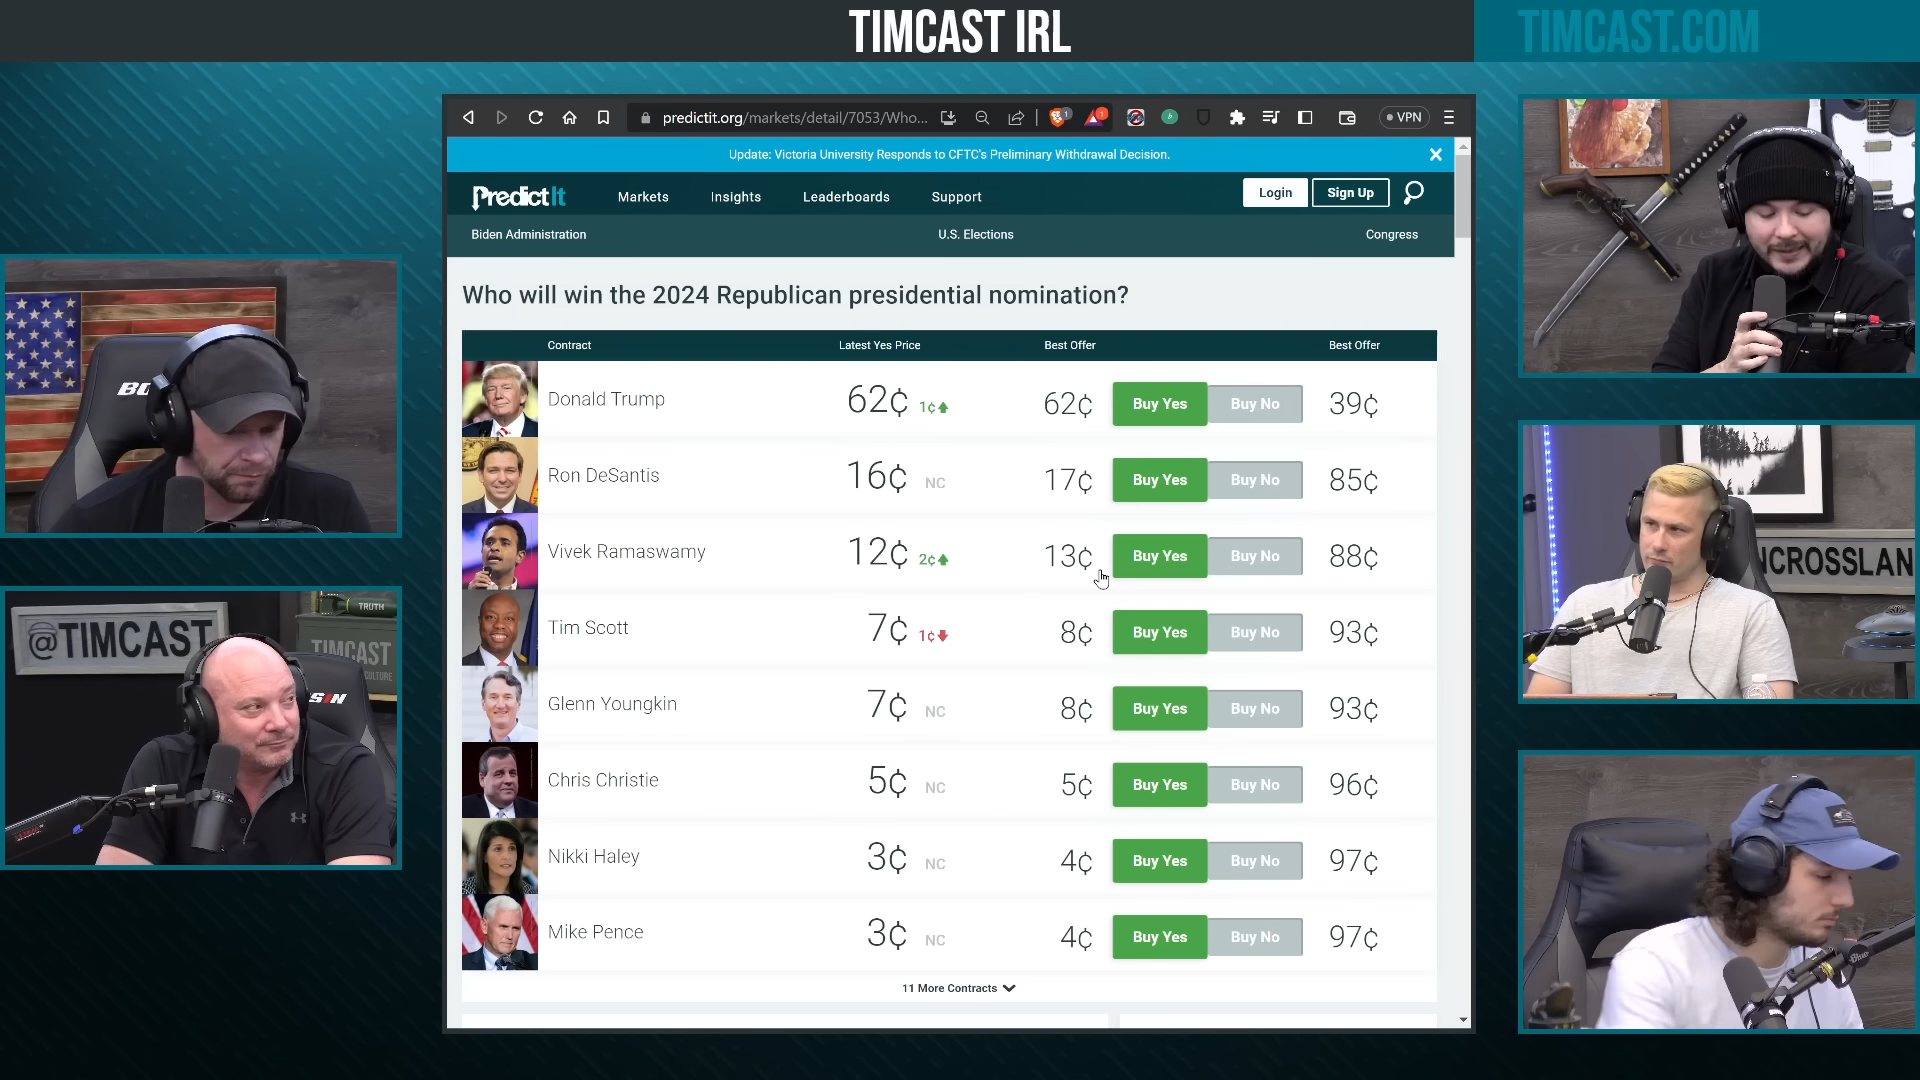 TIMCAST IRL
TIMCAST.COM
predictit.org/markets/detail/7053/Who...
1
1
b
VPN
Update: Victoria University Responds to CFTC's Preliminary Withdrawal Decision.
PredictIt
Markets
Insights
Leaderboards
Support
Login
Sign Up
Biden Administration
U.S. Elections
Congress
Who will win the 2024 Republican presidential nomination?
Contract Latest Yes Price Best Offer Best Offer
Donald Trump 62¢ 1¢ 62¢ Buy Yes Buy No 39¢
Ron DeSantis 16¢ NC 17¢ Buy Yes Buy No 85¢
Vivek Ramaswamy 12¢ 2¢ 13¢ Buy Yes Buy No 88¢
Tim Scott 7¢ 1¢ 8¢ Buy Yes Buy No 93¢
Glenn Youngkin 7¢ NC 8¢ Buy Yes Buy No 93¢
Chris Christie 5¢ NC 5¢ Buy Yes Buy No 96¢
Nikki Haley 3¢ NC 4¢ Buy Yes Buy No 97¢
Mike Pence 3¢ NC 4¢ Buy Yes Buy No 97¢
11 More Contracts
@TIMCAST
TRUTH
TIMCAST
CULTURE
NCROSSLAN
Blue